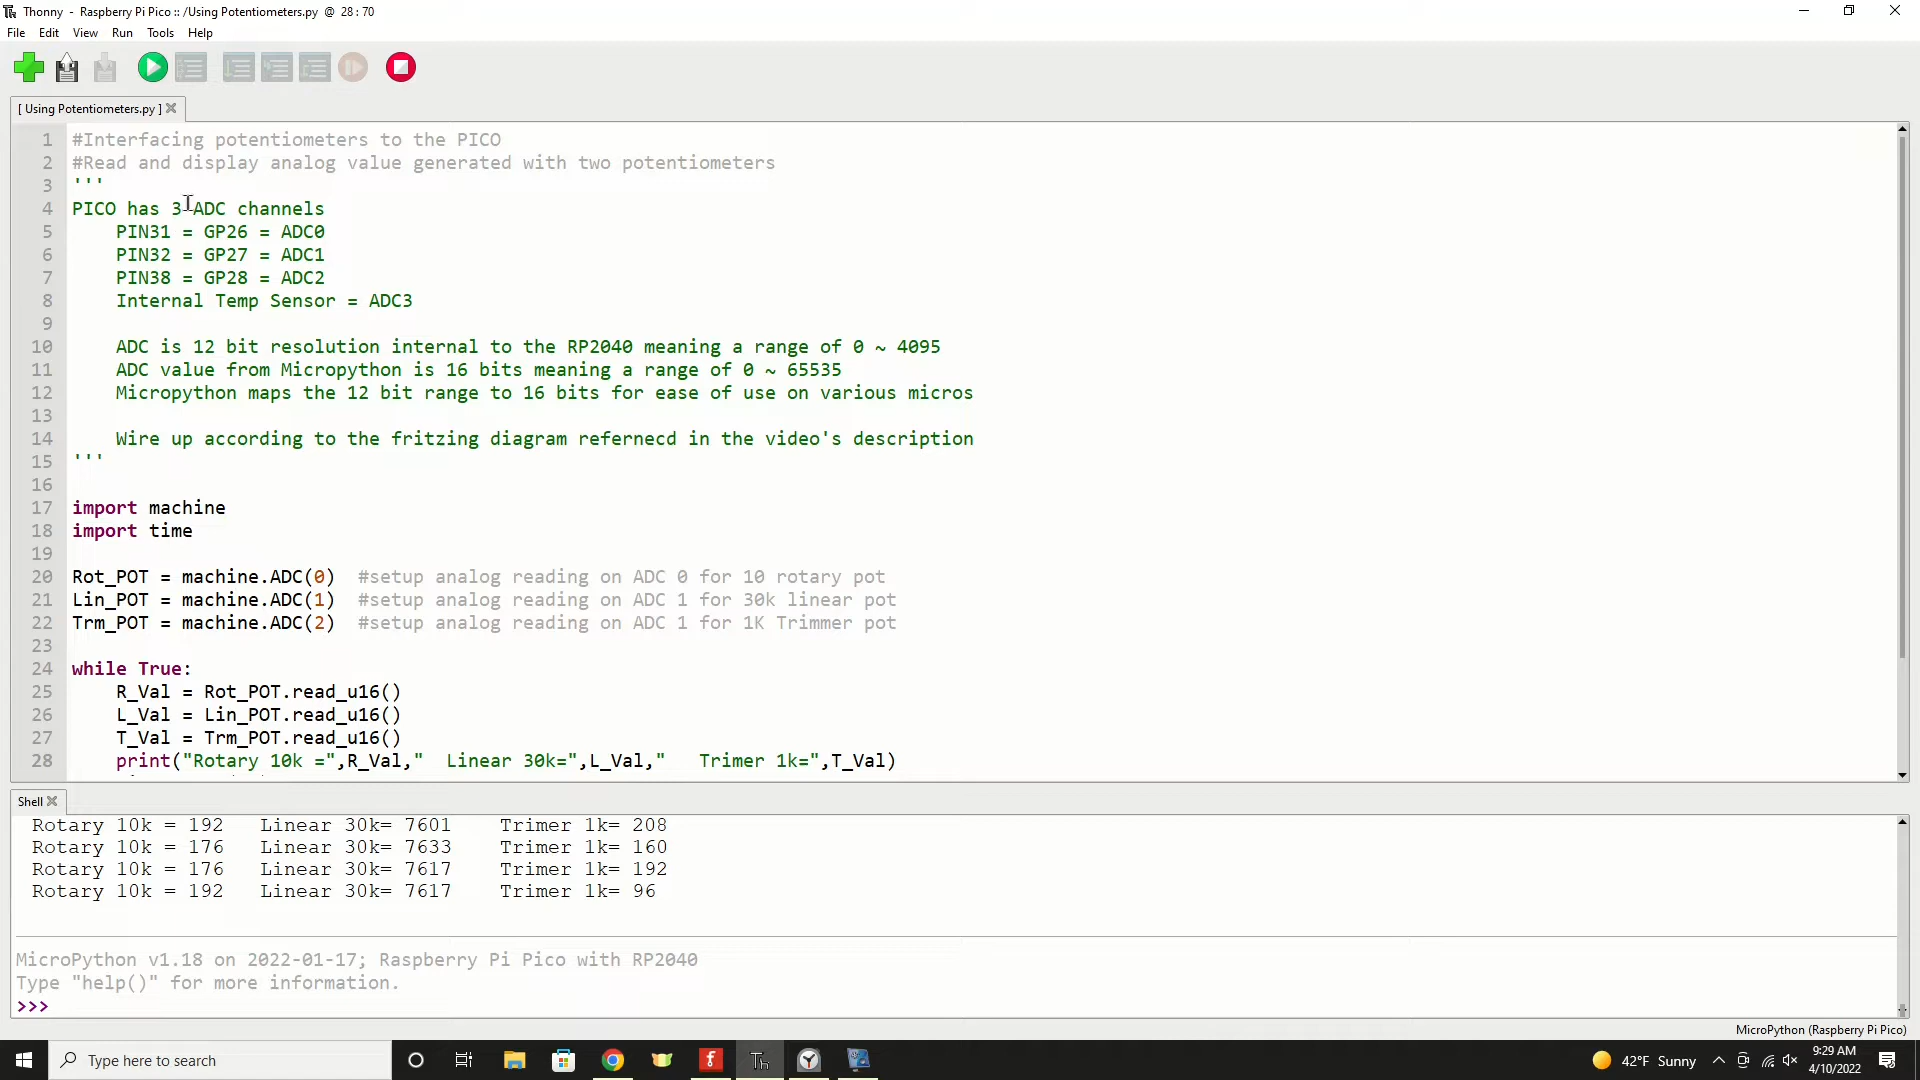 Thonny - Raspberry Pi Pico :: /Using Potentiometers.py @ 28 : 70
File Edit View Run Tools Help
[ Using Potentiometers.py ]
1 #Interfacing potentiometers to the PICO
2 #Read and display analog value generated with two potentiometers
3 '''
4 PICO has 3 ADC channels
5 PIN31 = GP26 = ADC0
6 PIN32 = GP27 = ADC1
7 PIN38 = GP28 = ADC2
8 Internal Temp Sensor = ADC3
9
10 ADC is 12 bit resolution internal to the RP2040 meaning a range of 0 ~ 4095
11 ADC value from Micropython is 16 bits meaning a range of 0 ~ 65535
12 Micropython maps the 12 bit range to 16 bits for ease of use on various micros
13
14 Wire up according to the fritzing diagram refernecd in the video's description
15 '''
16
17 import machine
18 import time
19
20 Rot_POT = machine.ADC(0) #setup analog reading on ADC 0 for 10 rotary pot
21 Lin_POT = machine.ADC(1) #setup analog reading on ADC 1 for 30k linear pot
22 Trm_POT = machine.ADC(2) #setup analog reading on ADC 1 for 1K Trimmer pot
23
24 while True:
25 R_Val = Rot_POT.read_u16()
26 L_Val = Lin_POT.read_u16()
27 T_Val = Trm_POT.read_u16()
28 print("Rotary 10k =",R_Val," Linear 30k=",L_Val," Trimer 1k=",T_Val)
Shell
Rotary 10k = 192 Linear 30k= 7601 Trimer 1k= 208
Rotary 10k = 176 Linear 30k= 7633 Trimer 1k= 160
Rotary 10k = 176 Linear 30k= 7617 Trimer 1k= 192
Rotary 10k = 192 Linear 30k= 7617 Trimer 1k= 96
MicroPython v1.18 on 2022-01-17; Raspberry Pi Pico with RP2040
Type "help()" for more information.
>>>
MicroPython (Raspberry Pi Pico)
Type here to search
Th
42°F Sunny
9:29 AM
4/10/2022